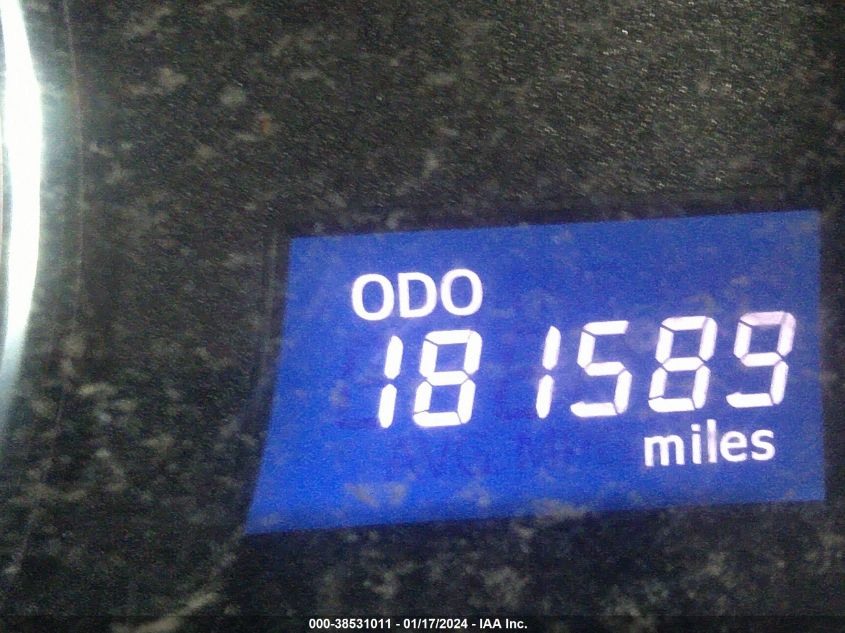 ODO
181589
miles
000-38531011 - 01/17/2024 - IAA Inc.